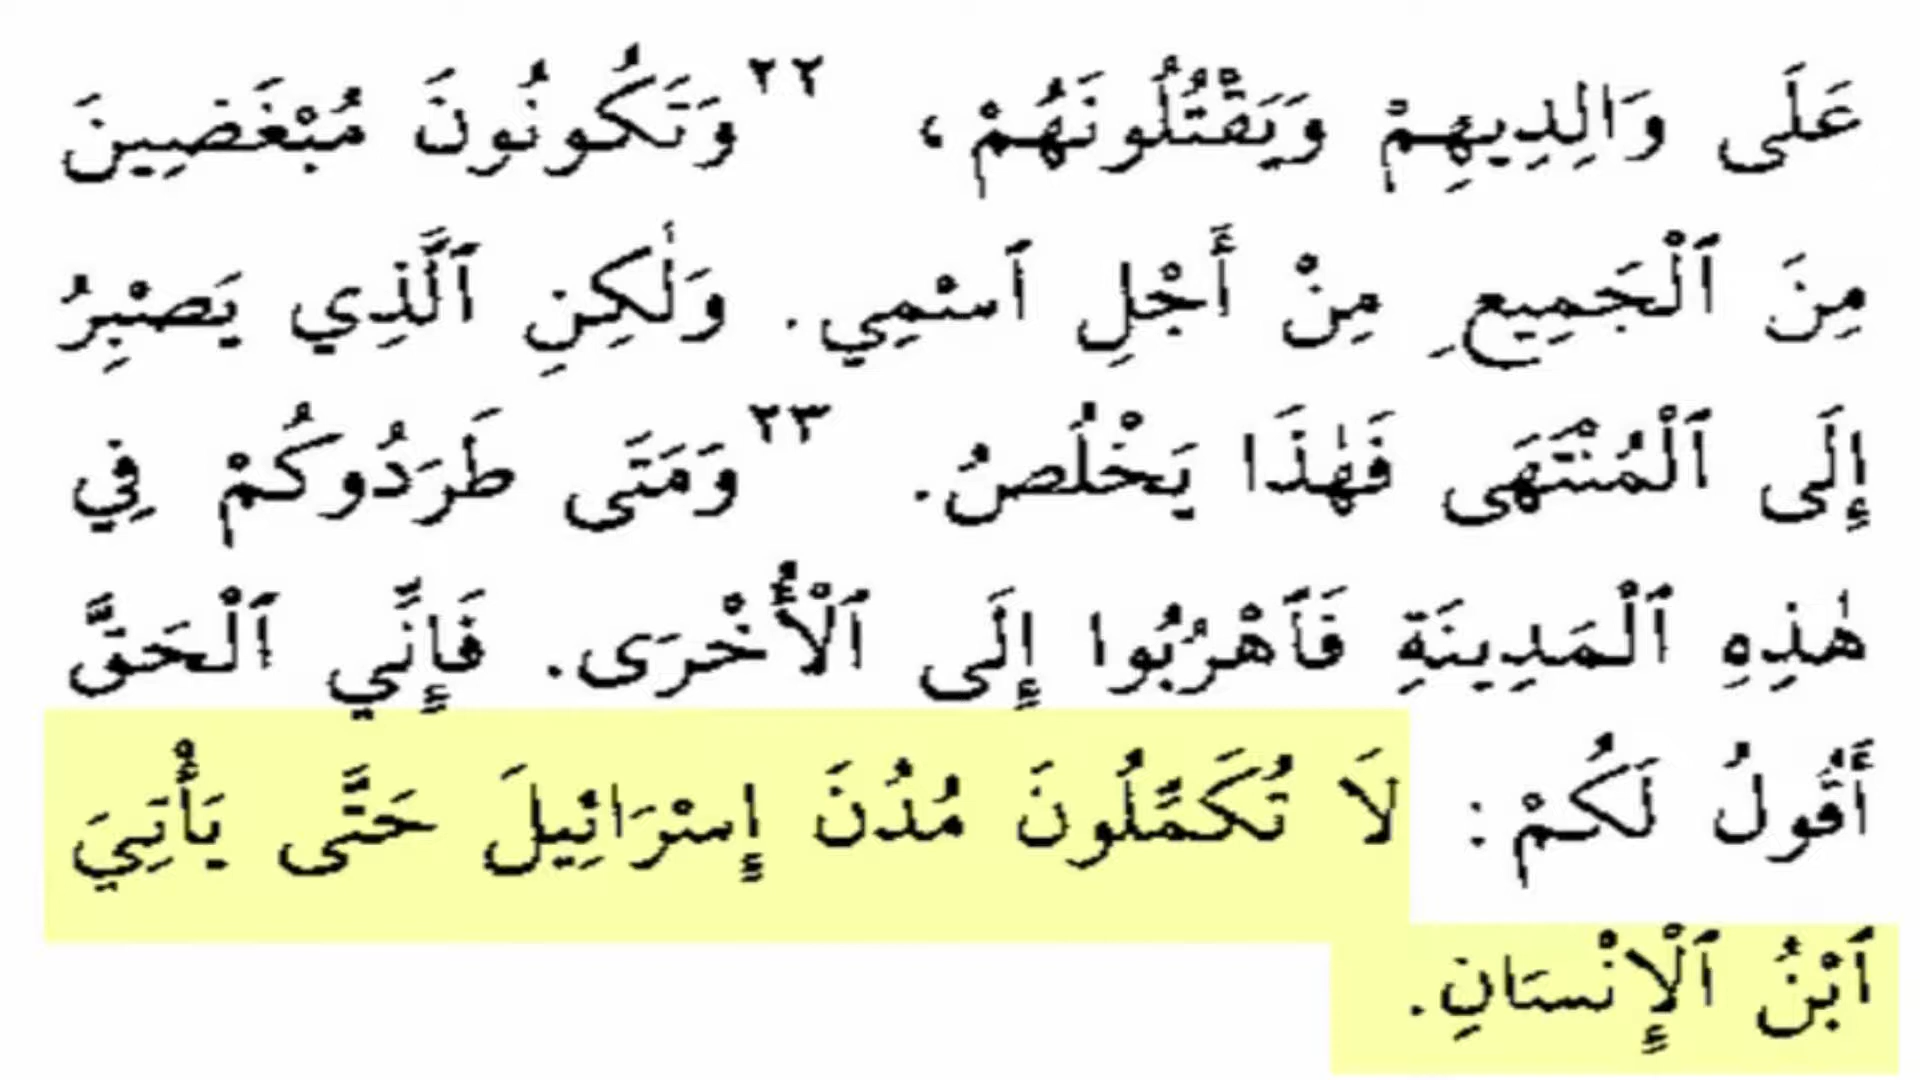 عَلَى وَالِدِيهِمْ وَيَقْتُلُونَهُمْ، ٢٢ وَتَكُونُونَ مُبْغَضِينَ
مِنَ ٱلْجَمِيعِ مِنْ أَجْلِ ٱسْمِي. وَلٰكِنِ ٱلَّذِي يَصْبِرُ
إِلَى ٱلْمُنْتَهَى فَهٰذَا يَخْلُصُ. ٢٣ وَمَتَى طَرَدُوكُمْ فِي
هٰذِهِ ٱلْمَدِينَةِ فَٱهْرُبُوا إِلَى ٱلْأُخْرَى. فَإِنِّي ٱلْحَقَّ
أَقُولُ لَكُمْ: لَا تُكَمِّلُونَ مُدُنَ إِسْرَائِيلَ حَتَّى يَأْتِيَ
ٱبْنُ ٱلْإِنْسَانِ.